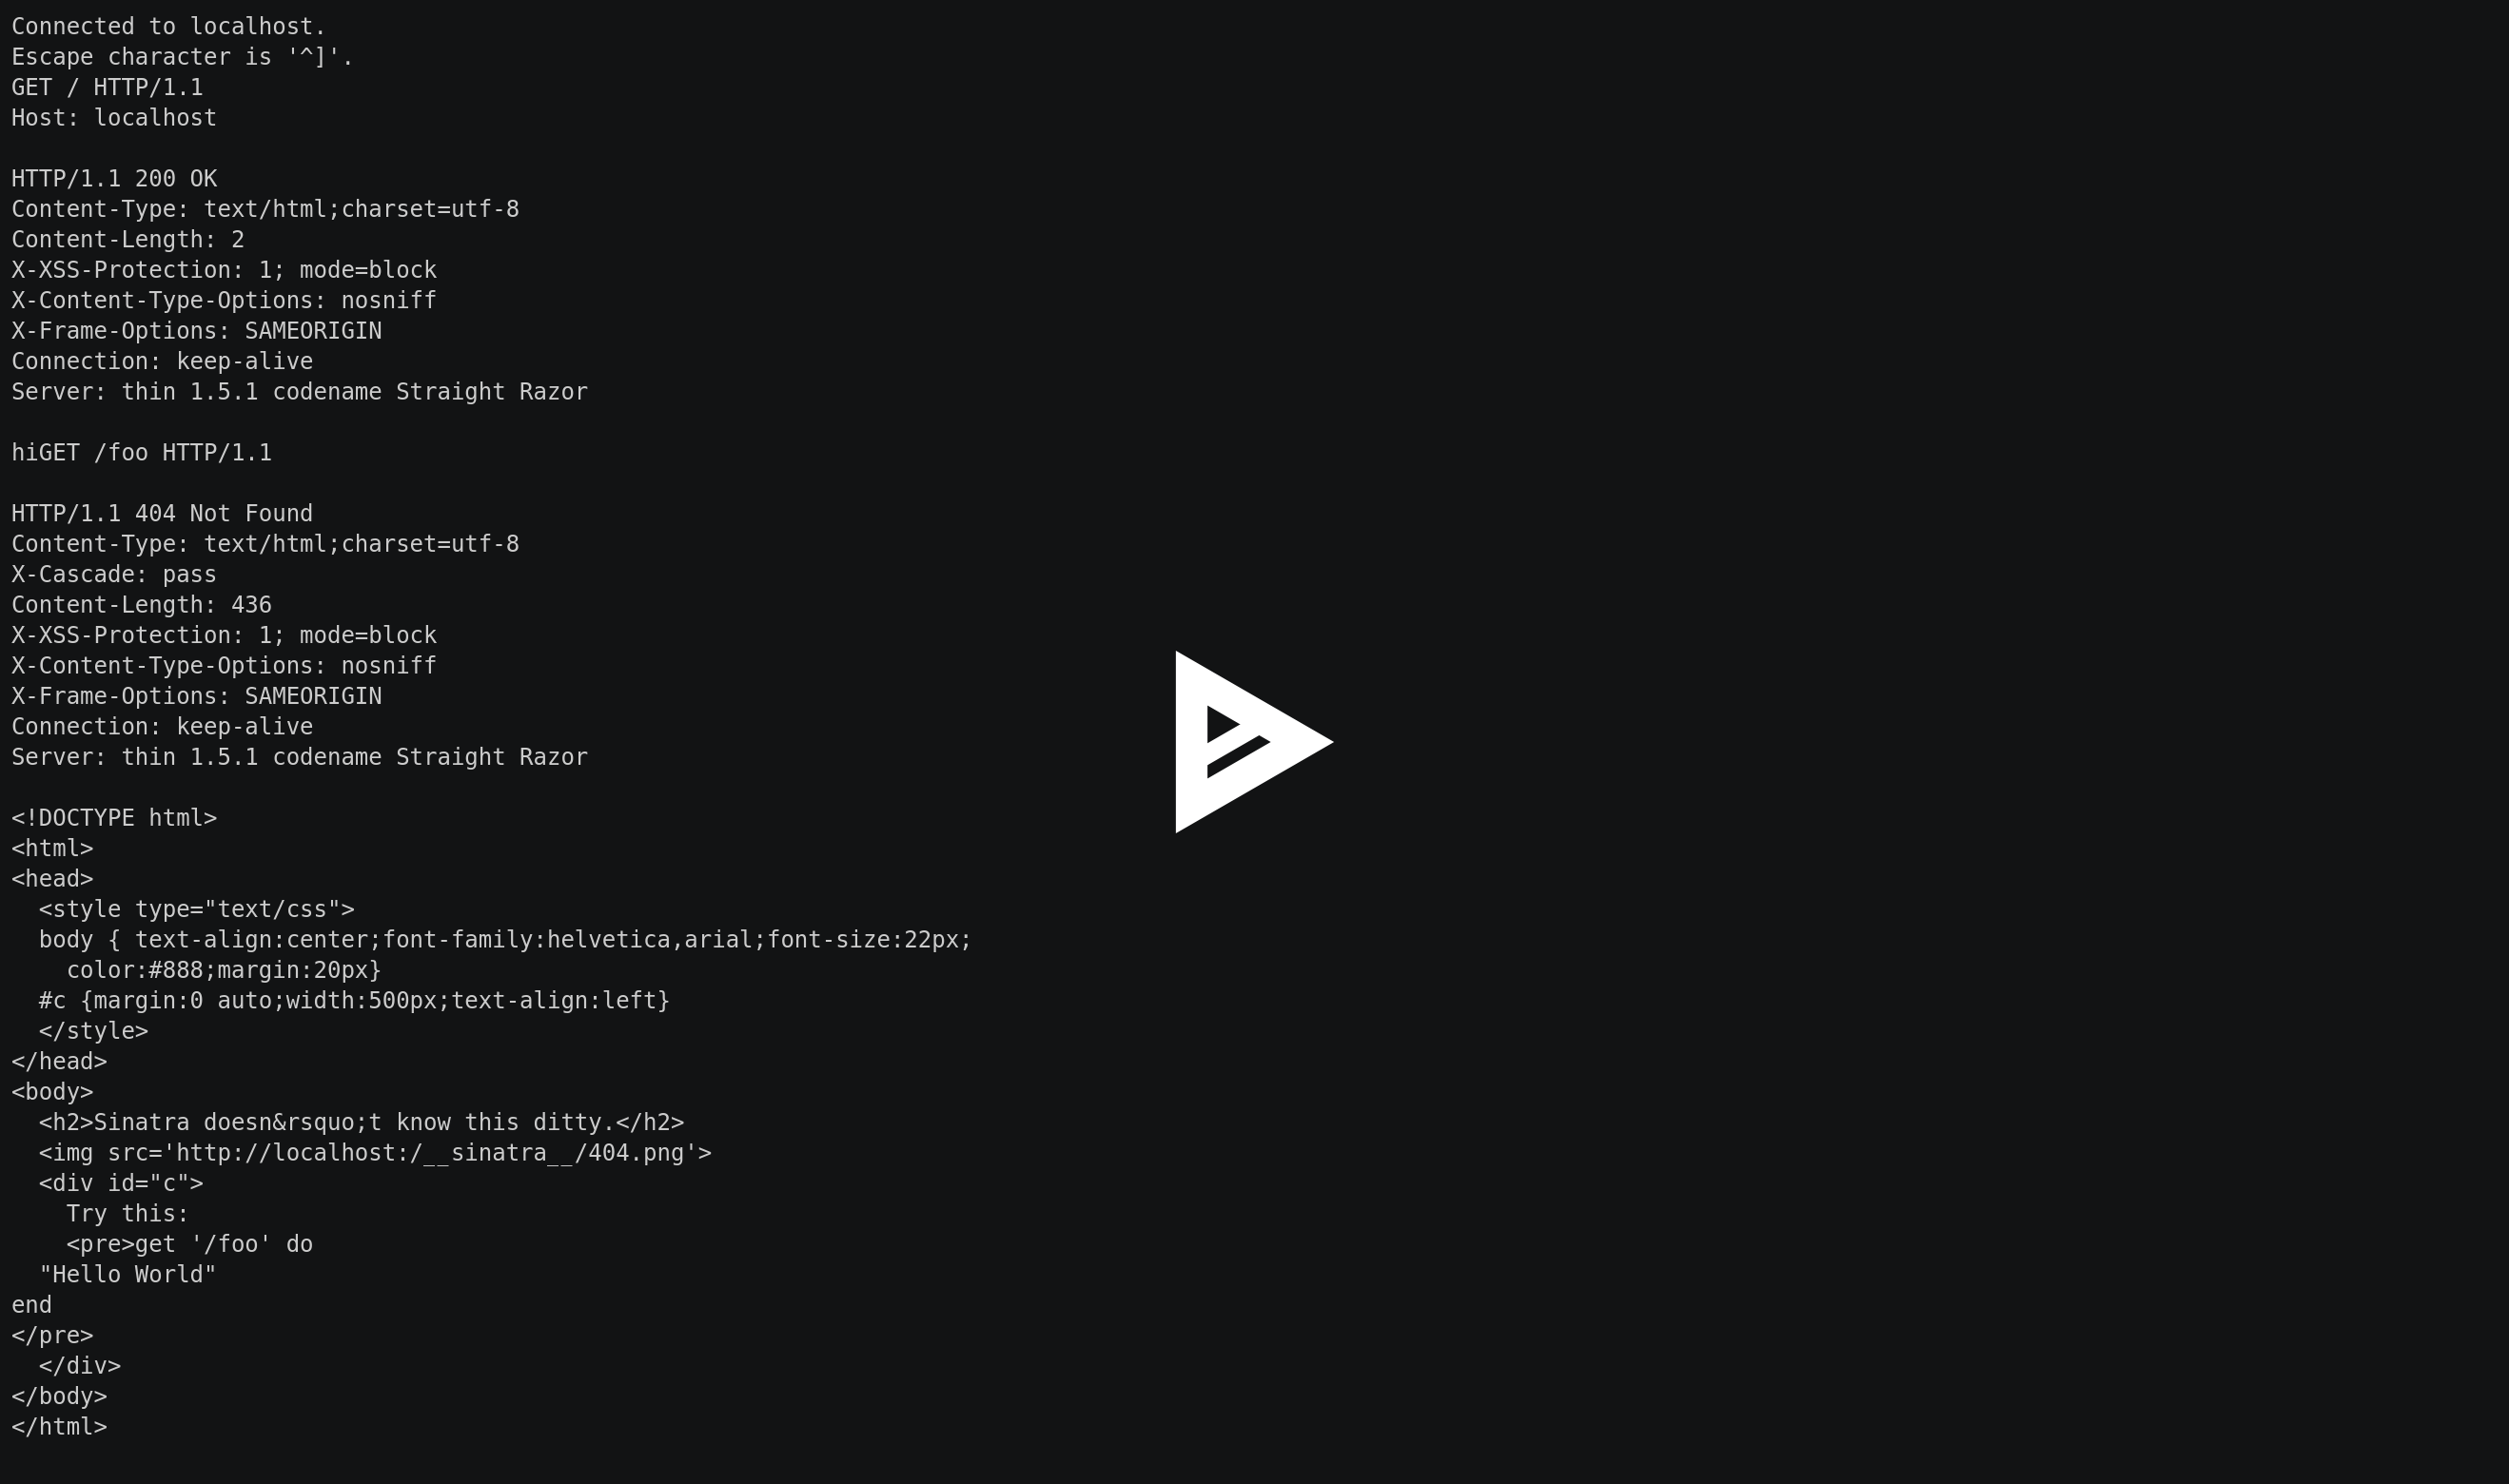 Connected to localhost.
Escape character is '^]'.
GET / HTTP/1.1
Host: localhost

HTTP/1.1 200 OK
Content-Type: text/html;charset=utf-8
Content-Length: 2
X-XSS-Protection: 1; mode=block
X-Content-Type-Options: nosniff
X-Frame-Options: SAMEORIGIN
Connection: keep-alive
Server: thin 1.5.1 codename Straight Razor

hiGET /foo HTTP/1.1

HTTP/1.1 404 Not Found
Content-Type: text/html;charset=utf-8
X-Cascade: pass
Content-Length: 436
X-XSS-Protection: 1; mode=block
X-Content-Type-Options: nosniff
X-Frame-Options: SAMEORIGIN
Connection: keep-alive
Server: thin 1.5.1 codename Straight Razor

<!DOCTYPE html>
<html>
<head>
  <style type="text/css">
  body { text-align:center;font-family:helvetica,arial;font-size:22px;
    color:#888;margin:20px}
  #c {margin:0 auto;width:500px;text-align:left}
  </style>
</head>
<body>
  <h2>Sinatra doesn&rsquo;t know this ditty.</h2>
  <img src='http://localhost:/__sinatra__/404.png'>
  <div id="c">
    Try this:
    <pre>get '/foo' do
  "Hello World"
end
</pre>
  </div>
</body>
</html>